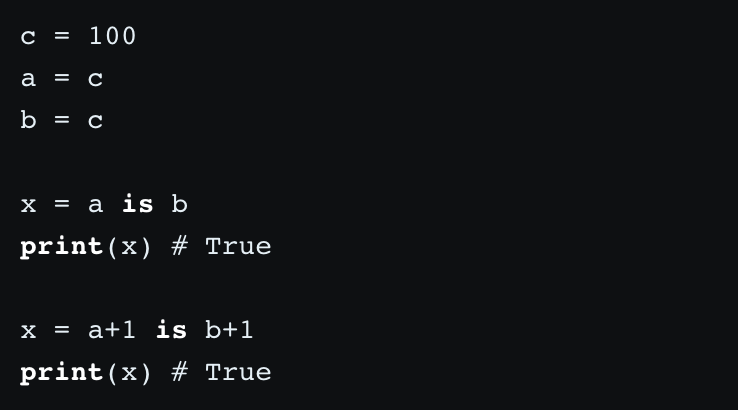 c = 100
a = c
b = c
x = a is b
print(x) # True
x = a+1 is b+1
print(x) # True